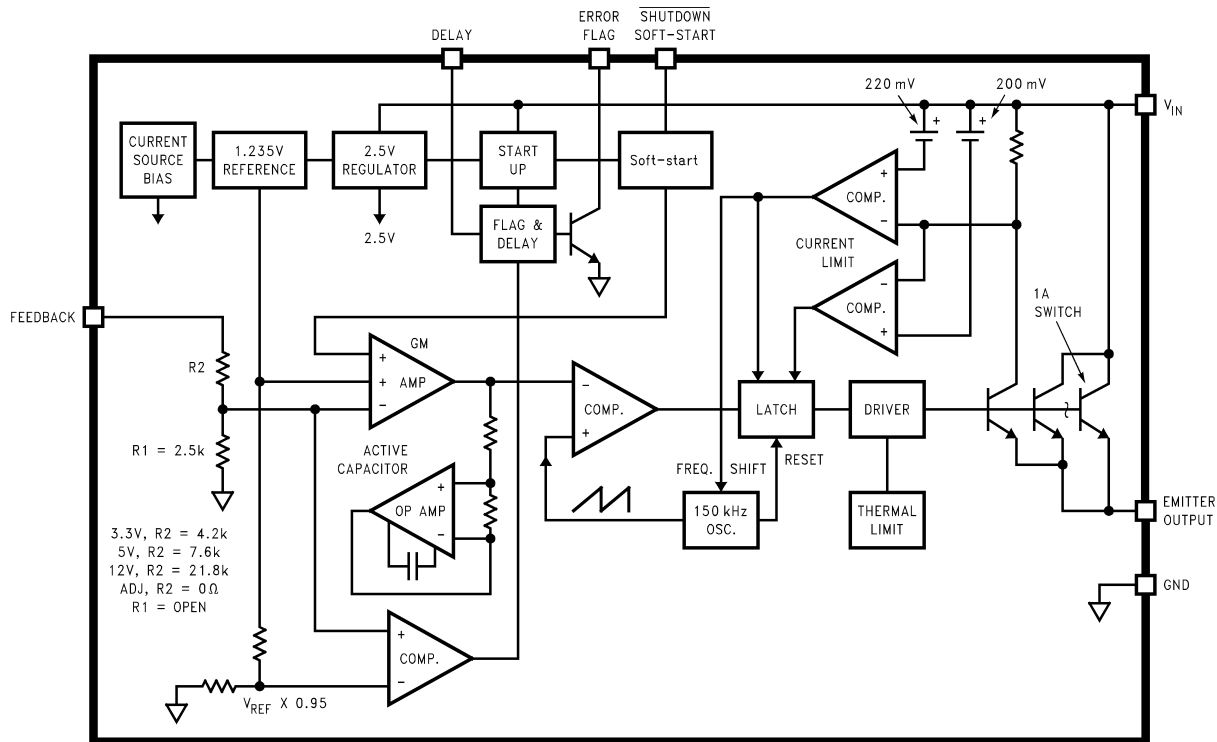 DELAY
ERROR
FLAG
SHUTDOWN
SOFT-START
220 mV
200 mV
VIN
CURRENT
SOURCE
BIAS
1.235V
REFERENCE
2.5V
REGULATOR
START
UP
Soft-start
2.5V
FLAG &
DELAY
+
COMP.
-
CURRENT
LIMIT
-
COMP.
+
1A
SWITCH
FEEDBACK
R2
R1 = 2.5k
GM
+
+ AMP
-
-
COMP.
+
LATCH
DRIVER
FREQ. SHIFT
RESET
150 kHz
OSC.
THERMAL
LIMIT
ACTIVE
CAPACITOR
+
OP AMP
-
EMITTER
OUTPUT
GND
3.3V, R2 = 4.2k
5V, R2 = 7.6k
12V, R2 = 21.8k
ADJ, R2 = 0Ω
R1 = OPEN
+
COMP.
-
VREF X 0.95